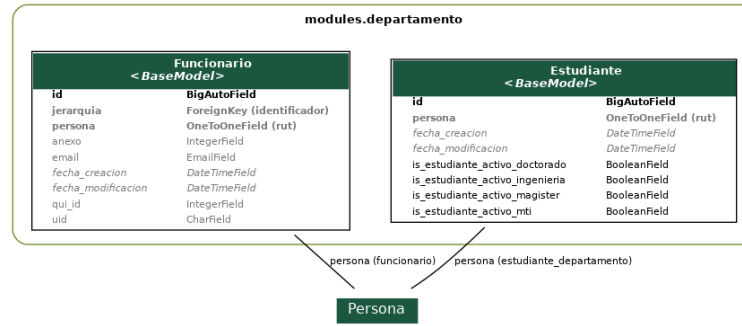 modules.departamento
Funcionario
<BaseModel>
id BigAutoField
jerarquia ForeignKey (identificador)
persona OneToOneField (rut)
anexo IntegerField
email EmailField
fecha_creacion DateTimeField
fecha_modificacion DateTimeField
qui_id IntegerField
uid CharField
Estudiante
<BaseModel>
id BigAutoField
persona OneToOneField (rut)
fecha_creacion DateTimeField
fecha_modificacion DateTimeField
is_estudiante_activo_doctorado BooleanField
is_estudiante_activo_ingenieria BooleanField
is_estudiante_activo_magister BooleanField
is_estudiante_activo_mti BooleanField
persona (funcionario)
persona (estudiante_departamento)
Persona